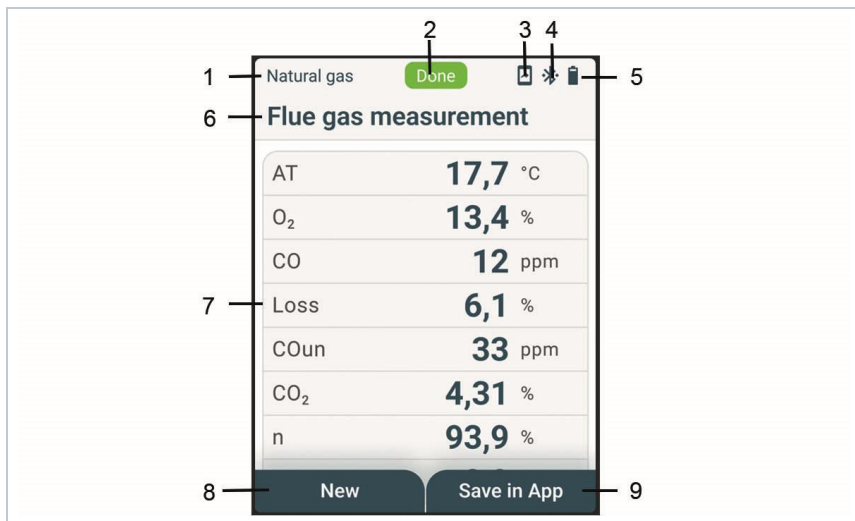 2 3 4
1 Natural gas Done 5
6 Flue gas measurement
AT 17,7 °C
O₂ 13,4 %
CO 12 ppm
7 Loss 6,1 %
COun 33 ppm
CO₂ 4,31 %
n 93,9 %
8 New Save in App 9